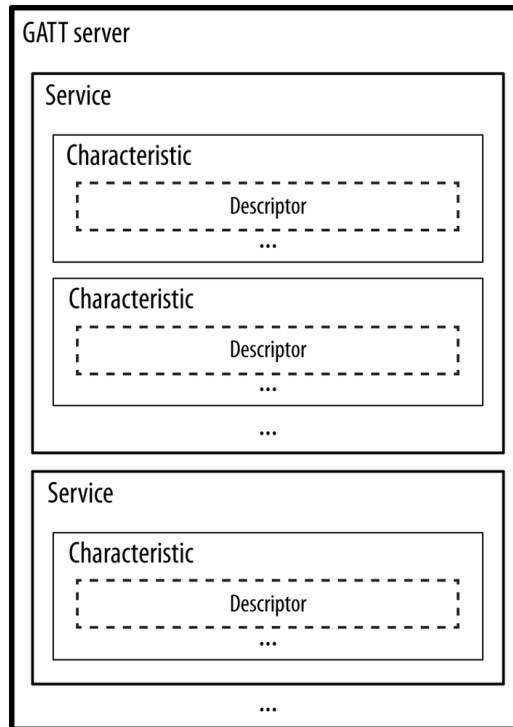 GATT server
Service
Characteristic
Descriptor
...
Characteristic
Descriptor
...
...
Service
Characteristic
Descriptor
...
...